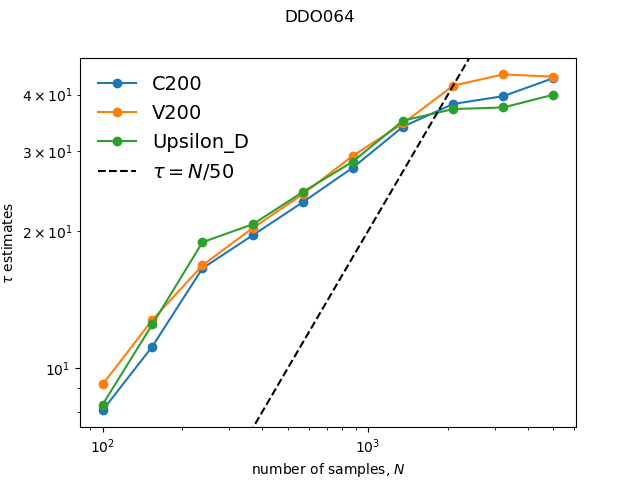 DDO064
C200
V200
Upsilon_D
τ = N/50
4 × 10¹
3 × 10¹
2 × 10¹
10¹
τ estimates
10² 10³
number of samples, N